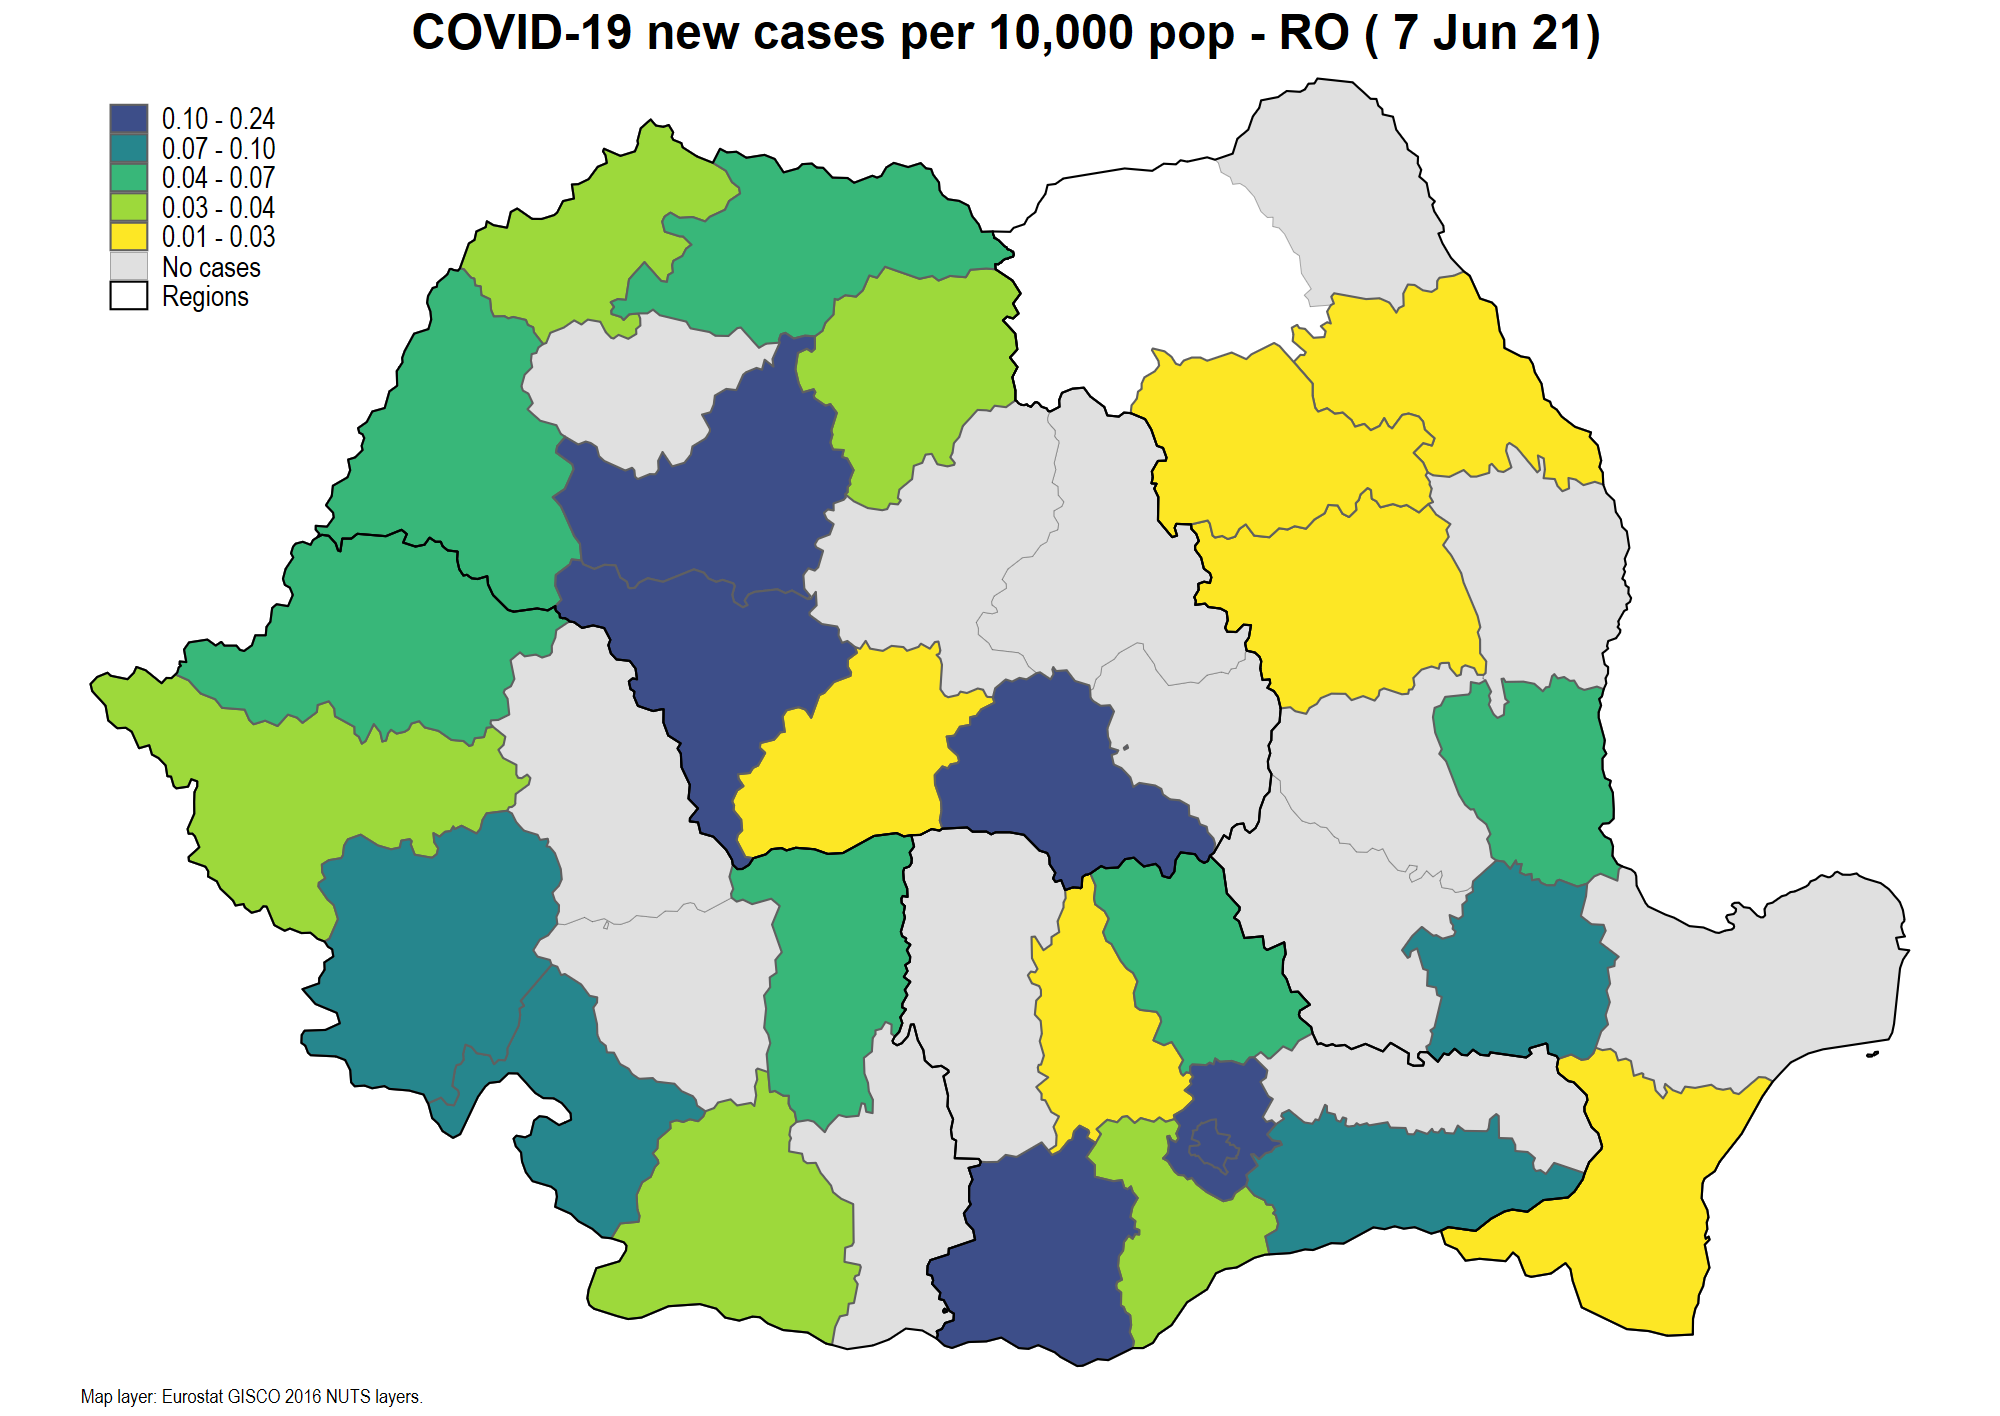 COVID-19 new cases per 10,000 pop - RO ( 7 Jun 21)
0.10 - 0.24
0.07 - 0.10
0.04 - 0.07
0.03 - 0.04
0.01 - 0.03
No cases
Regions
Map layer: Eurostat GISCO 2016 NUTS layers.